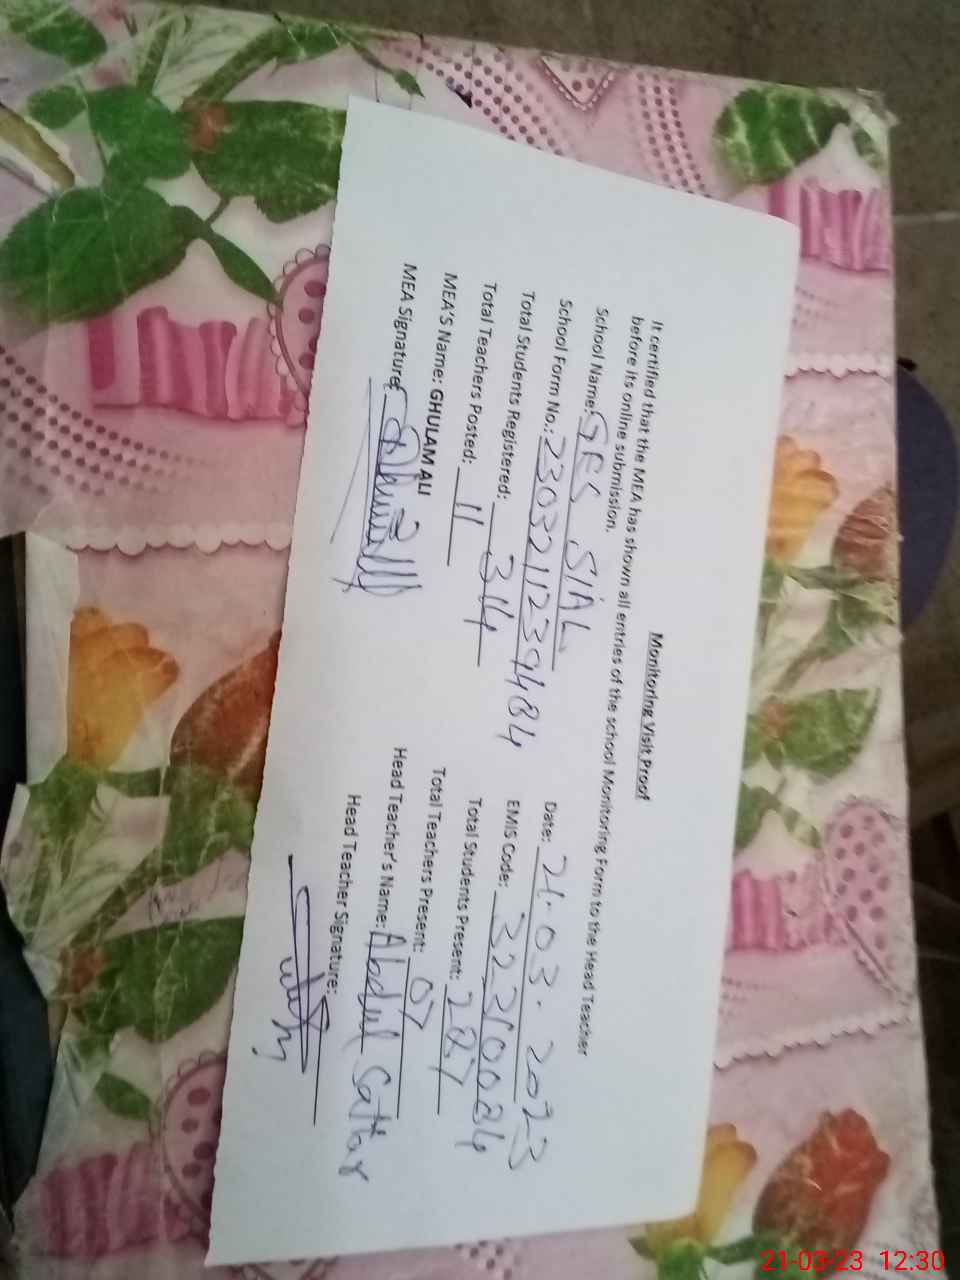 Monitoring Visit Proof
It certified that the MEA has shown all entries of the school Monitoring Form to the Head Teacher
before its online submission.
School Name: GES SIAL Date: 21.03.2023
School Form No.: 23032112394484 EMIS Code: 32310084
Total Students Registered: 314 Total Students Present: 287
Total Teachers Posted: 11 Total Teachers Present: 07
MEA'S Name: GHULAM ALI Head Teacher's Name: Abdul Sattar
MEA Signature: Head Teacher Signature:
21-03-23 12:30